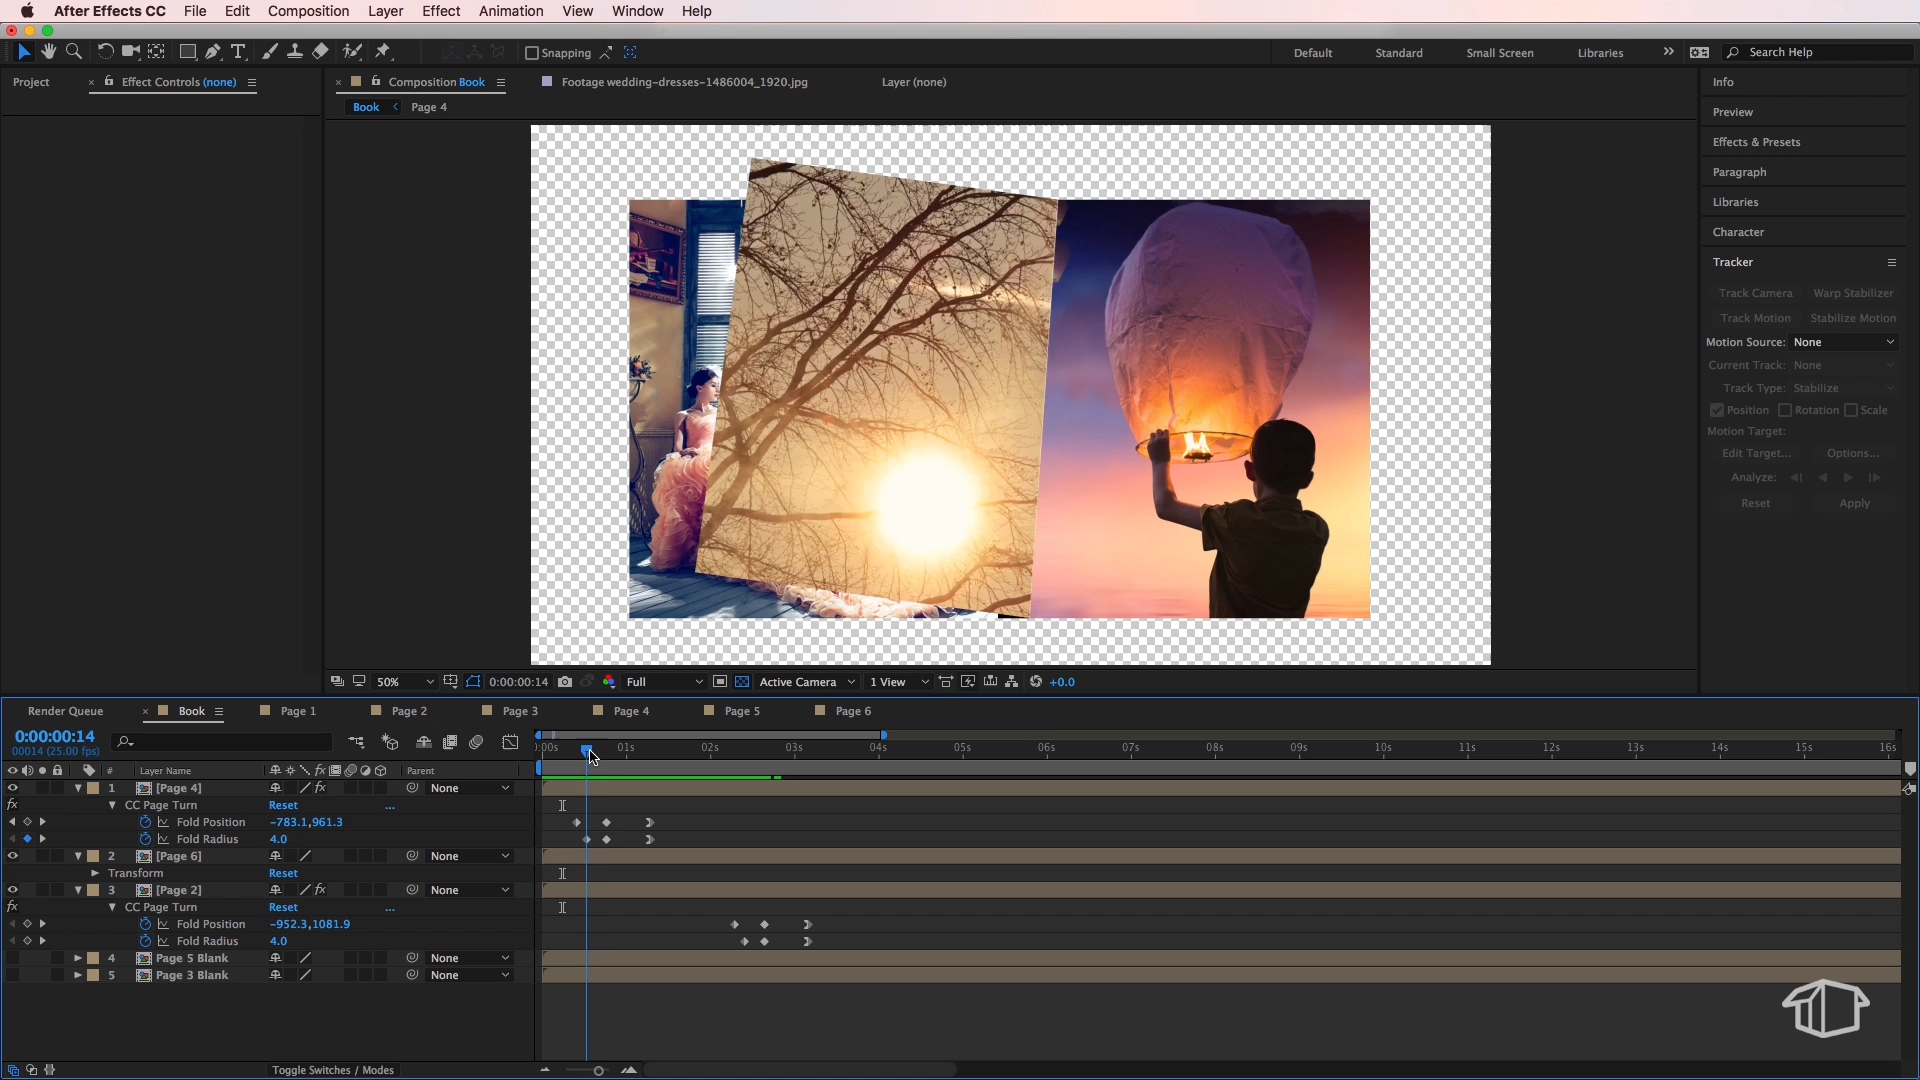 After Effects CC File Edit Composition Layer Effect Animation View Window Help
Snapping Default Standard Small Screen Libraries » Search Help
Project × Effect Controls (none) × Composition Book Footage wedding-dresses-1486004_1920.jpg Layer (none)
Book < Page 4
Info
Preview
Effects & Presets
Paragraph
Libraries
Character
Tracker
Track Camera Warp Stabilizer
Track Motion Stabilize Motion
Motion Source: None
Current Track: None
Track Type: Stabilize
Position Rotation Scale
Motion Target:
Edit Target... Options...
Analyze:
Reset Apply
50% 0:00:00:14 Full Active Camera 1 View +0.0
Render Queue × Book Page 1 Page 2 Page 3 Page 4 Page 5 Page 6
0:00:00:14
00014 (25.00 fps)
:00s 01s 02s 03s 04s 05s 06s 07s 08s 09s 10s 11s 12s 13s 14s 15s 16s
# Layer Name fx Parent
1 [Page 4] fx None
fx CC Page Turn Reset ...
Fold Position -783.1,961.3
Fold Radius 4.0
2 [Page 6] None
Transform Reset
3 [Page 2] fx None
fx CC Page Turn Reset ...
Fold Position -952.3,1081.9
Fold Radius 4.0
4 Page 5 Blank None
5 Page 3 Blank None
Toggle Switches / Modes